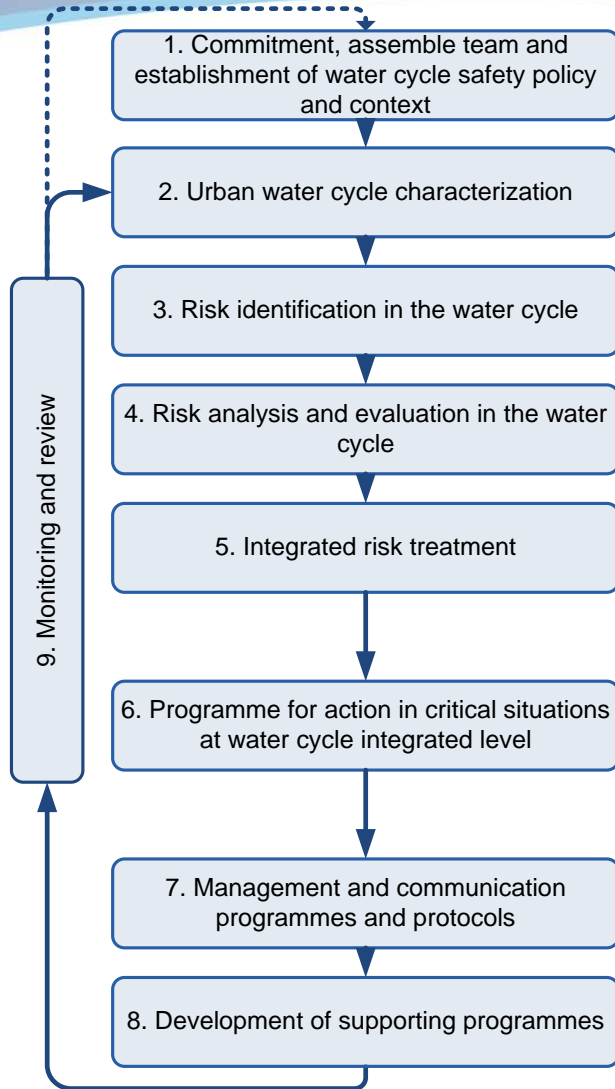 1. Commitment, assemble team and
establishment of water cycle safety policy
and context
2. Urban water cycle characterization
3. Risk identification in the water cycle
4. Risk analysis and evaluation in the water
cycle
5. Integrated risk treatment
6. Programme for action in critical situations
at water cycle integrated level
7. Management and communication
programmes and protocols
8. Development of supporting programmes
9. Monitoring and review